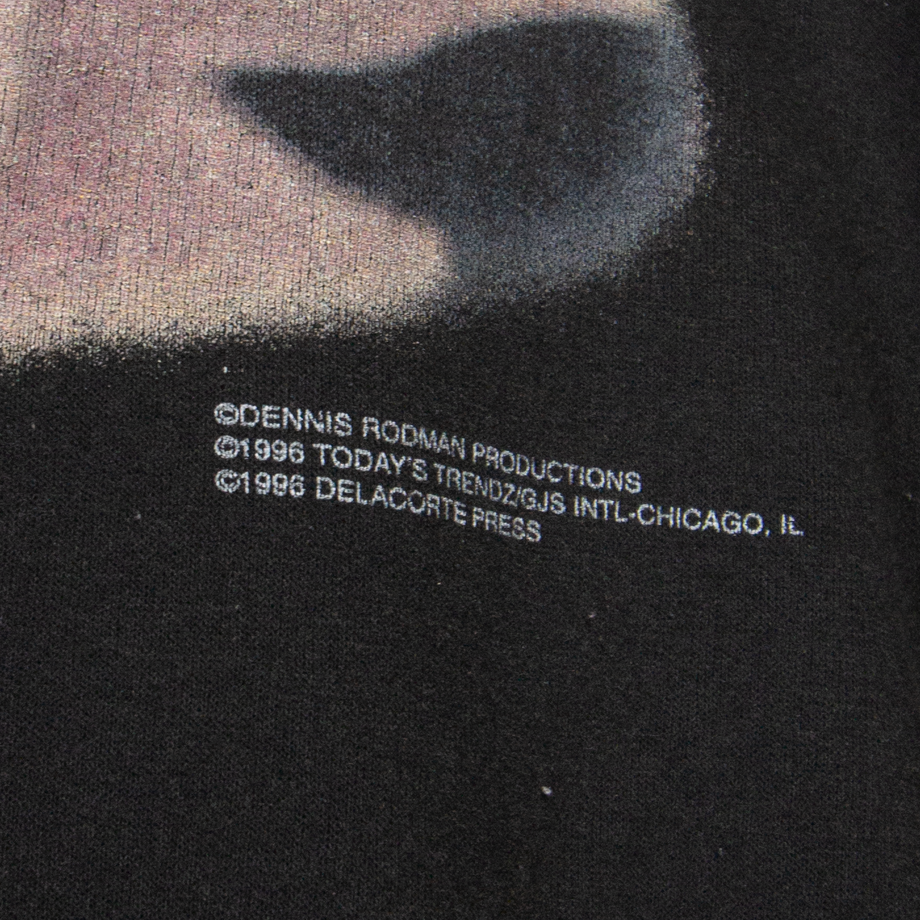 ©DENNIS RODMAN PRODUCTIONS
©1996 TODAY'S TRENDZ/GJS INTL-CHICAGO, IL
©1996 DELACORTE PRESS